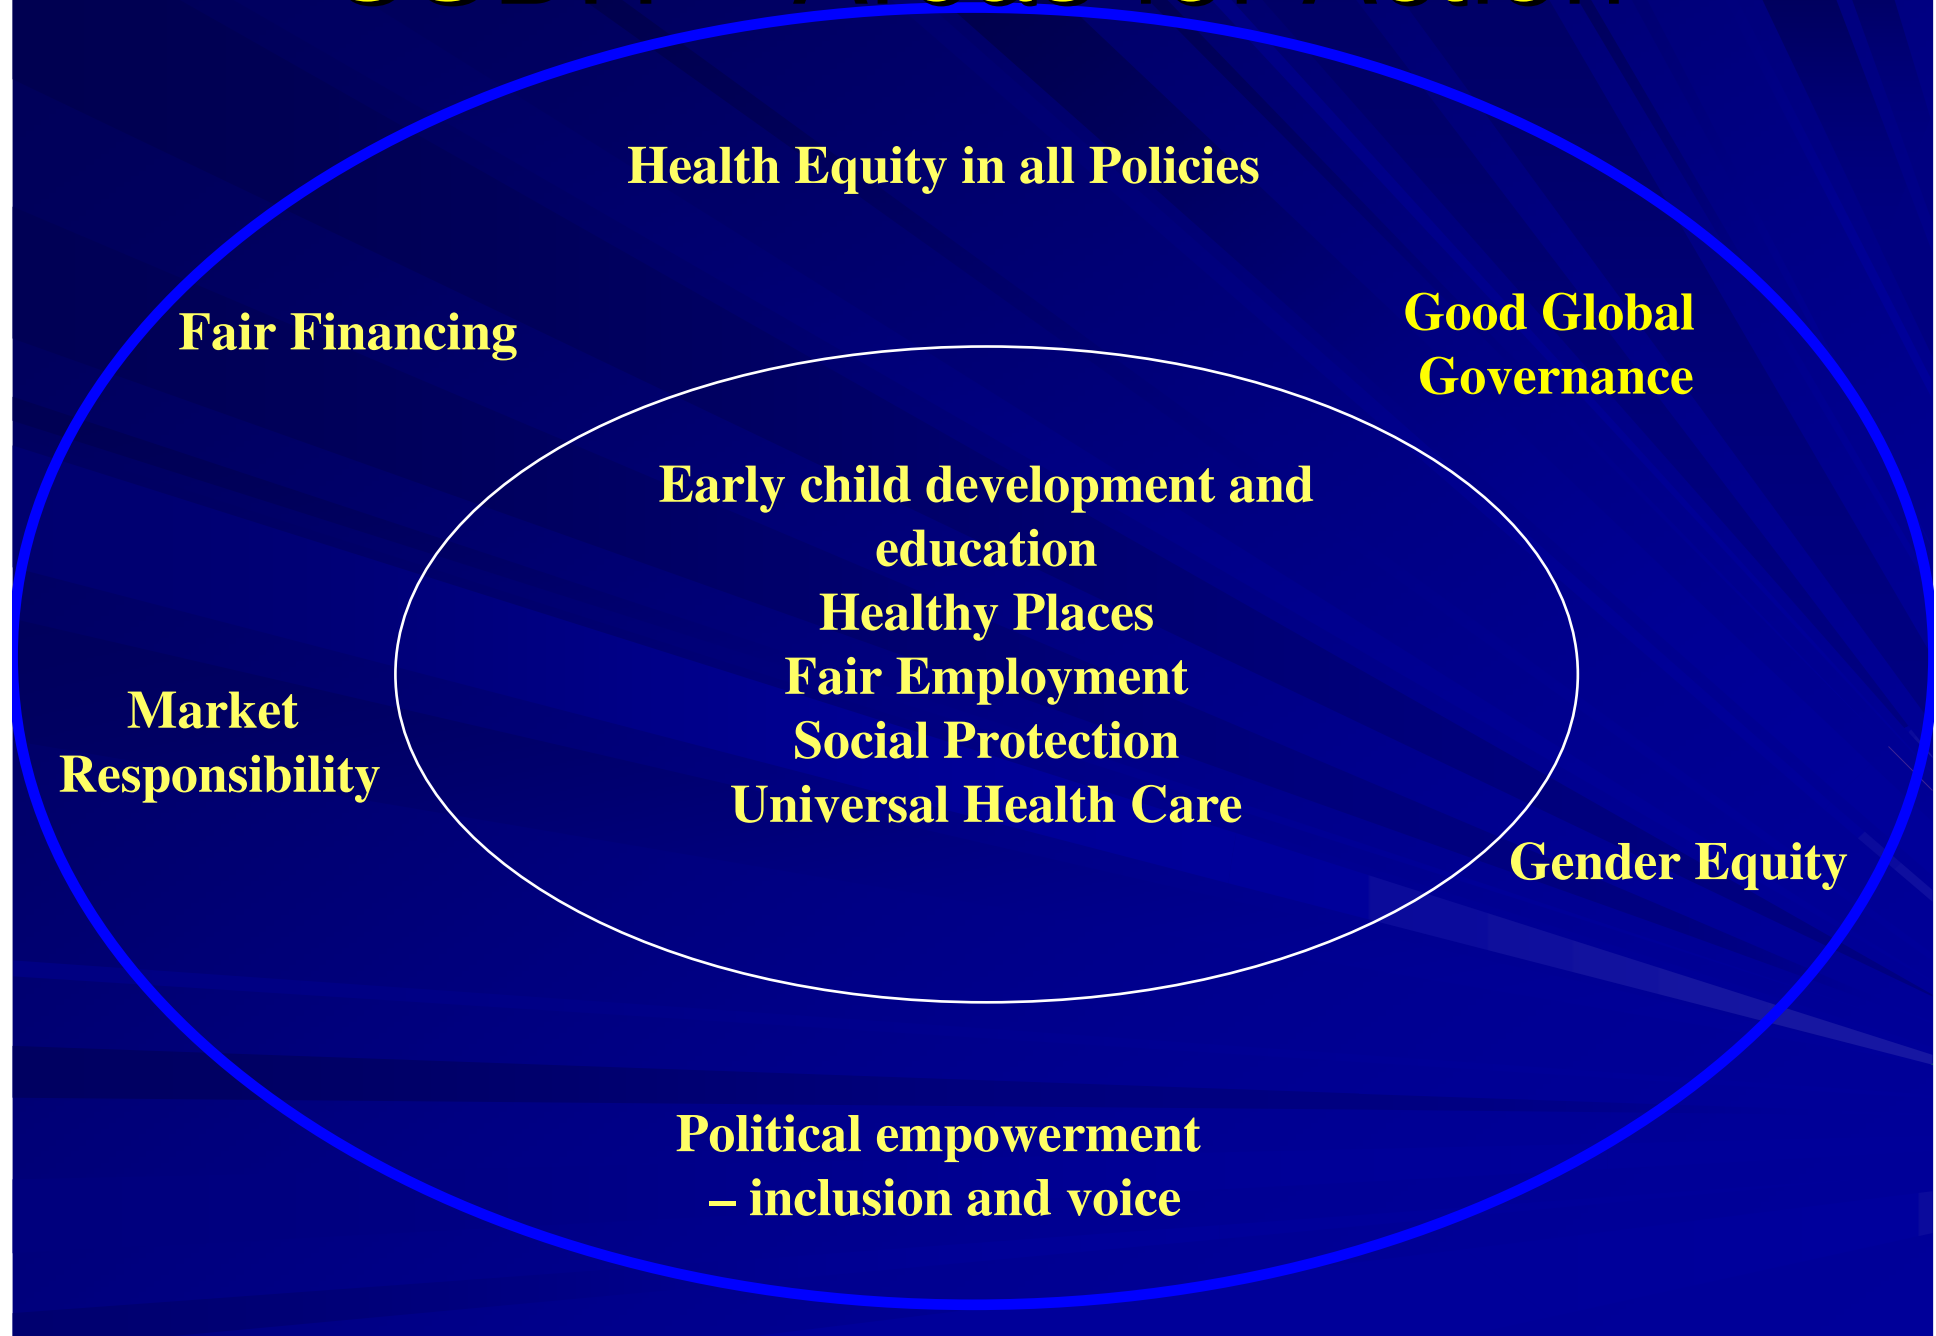 Health Equity in all Policies
Fair Financing
Good Global
Governance
Early child development and
education
Healthy Places
Fair Employment
Social Protection
Universal Health Care
Market
Responsibility
Gender Equity
Political empowerment
– inclusion and voice